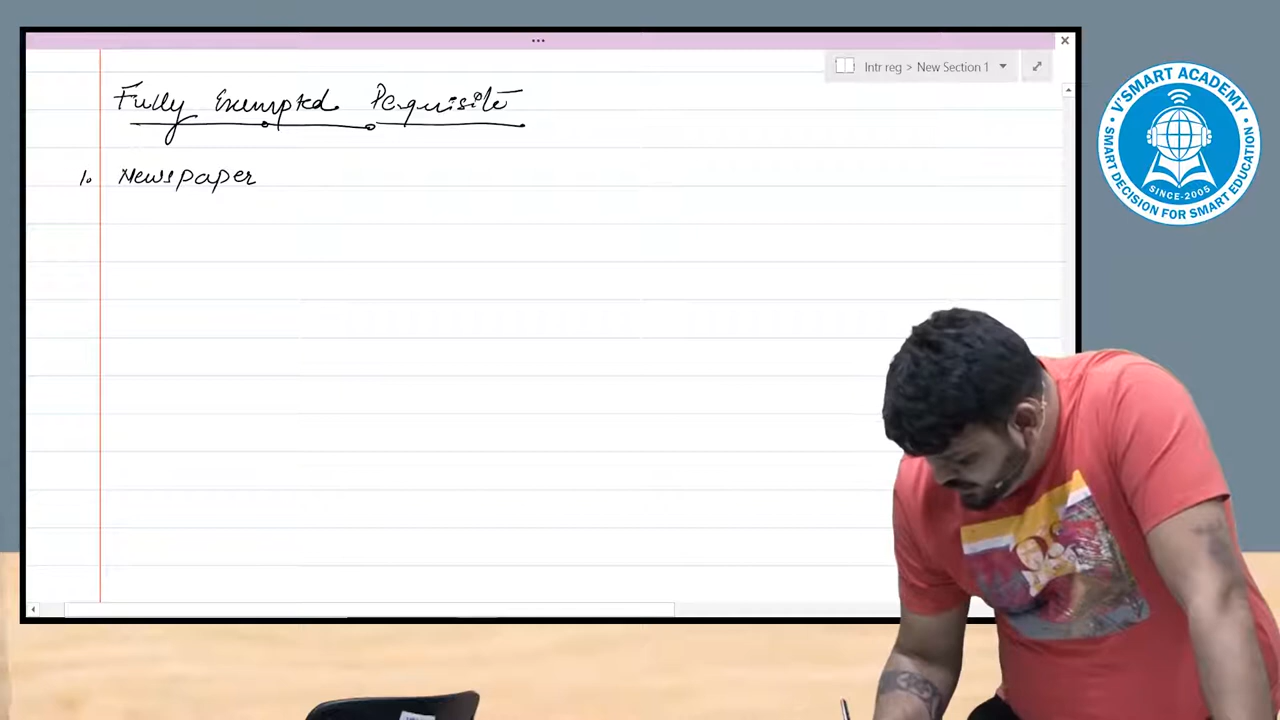 Intr reg > New Section 1
Fully Exempted Perquisite
1. Newspaper
V'SMART ACADEMY
SINCE-2005
SMART DECISION FOR SMART EDUCATION